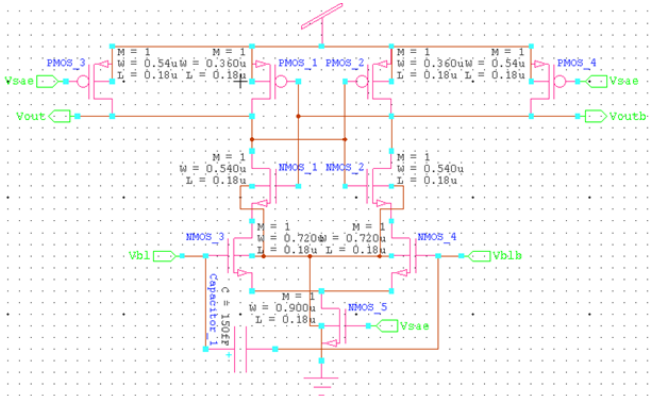 M = 1
M = 1
M = 1
M = 1
PMOS_3
W = 0.54u
W = 0.360u
PMOS_1
PMOS_2
W = 0.360u
W = 0.54u
PMOS_4
L = 0.18u
L = 0.18u
L = 0.18u
L = 0.18u
Vsae
Vsae
Vout
Voutb
M = 1
M = 1
W = 0.540u
NMOS_1
NMOS_2
W = 0.540u
L = 0.18u
L = 0.18u
M = 1
M = 1
NMOS_3
W = 0.720u
W = 0.720u
NMOS_4
L = 0.18u
L = 0.18u
Vbl
Vblb
Capacitor_1
C = 150fF
M = 1
W = 0.900u
NMOS_5
L = 0.18u
Vsae